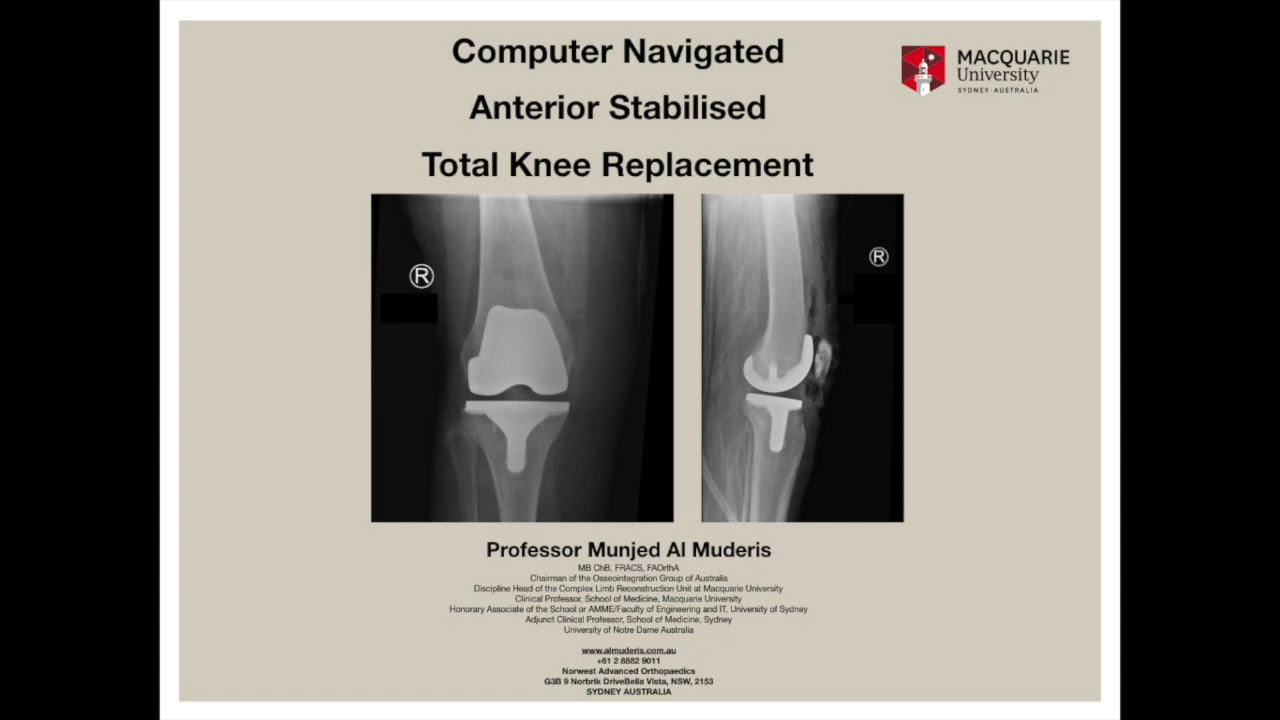 Computer Navigated
Anterior Stabilised
Total Knee Replacement
MACQUARIE
University
SYDNEY·AUSTRALIA
R
R
Professor Munjed Al Muderis
MB ChB, FRACS, FAOrthA
Chairman of the Osseointegration Group of Australia
Discipline Head of the Complex Limb Reconstruction Unit at Macquarie University
Clinical Professor, School of Medicine, Macquarie University
Honorary Associate of the School or AMME/Faculty of Engineering and IT, University of Sydney
Adjunct Clinical Professor, School of Medicine, Sydney
University of Notre Dame Australia
www.almuderis.com.au
+61 2 8882 9011
Norwest Advanced Orthopaedics
G3B 9 Norbrik DriveBella Vista, NSW, 2153
SYDNEY AUSTRALIA